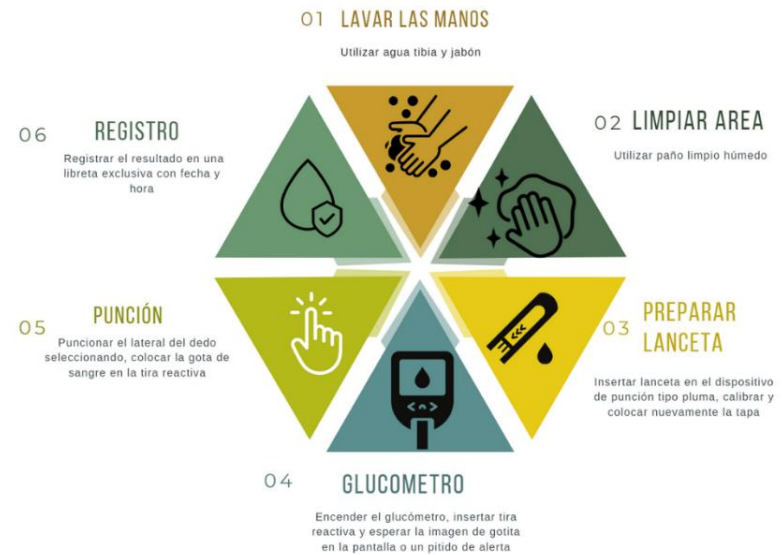 01 LAVAR LAS MANOS
Utilizar agua tibia y jabón
02 LIMPIAR AREA
Utilizar paño limpio húmedo
03 PREPARAR
LANCETA
Insertar lanceta en el dispositivo
de punción tipo pluma, calibrar y
colocar nuevamente la tapa
04 GLUCOMETRO
Encender el glucómetro, insertar tira
reactiva y esperar la imagen de gotita
en la pantalla o un pitido de alerta
05 PUNCIÓN
Puncionar el lateral del dedo
seleccionando, colocar la gota de
sangre en la tira reactiva
06 REGISTRO
Registrar el resultado en una
libreta exclusiva con fecha y
hora